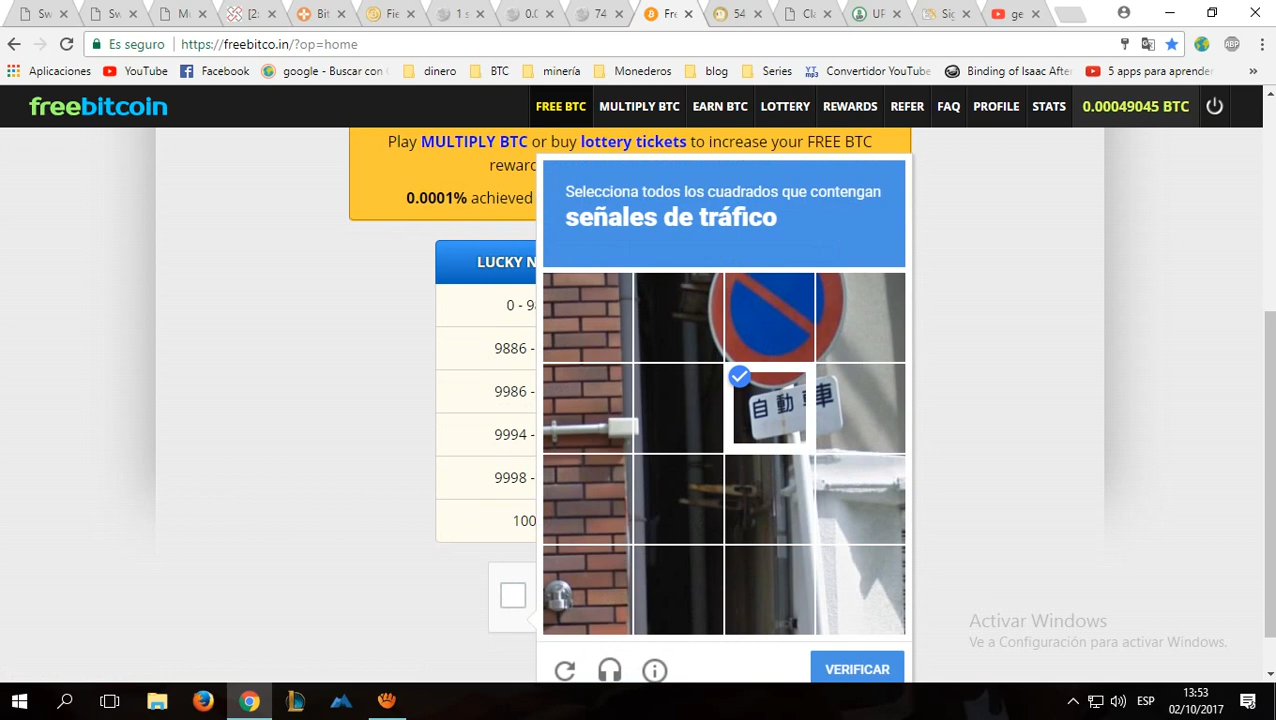 Sw
Sw
Mu
[2
Bit
Fie
1 s
0.0
74
Fre
54
Cla
UP
Sig
ge
Es seguro
https://freebitco.in/?op=home
Aplicaciones
YouTube
Facebook
google - Buscar con
dinero
BTC
minería
Monederos
blog
Series
Convertidor YouTube
Binding of Isaac After
5 apps para aprender
»
freebitcoin
FREE BTC
MULTIPLY BTC
EARN BTC
LOTTERY
REWARDS
REFER
FAQ
PROFILE
STATS
0.00049045 BTC
Play MULTIPLY BTC or buy lottery tickets to increase your FREE BTC
reward
0.0001% achieved
Selecciona todos los cuadrados que contengan
señales de tráfico
LUCKY N
0 - 98
9886 -
9986 -
9994 -
9998 -
100
自動車
VERIFICAR
Activar Windows
Ve a Configuración para activar Windows.
ESP
13:53
02/10/2017